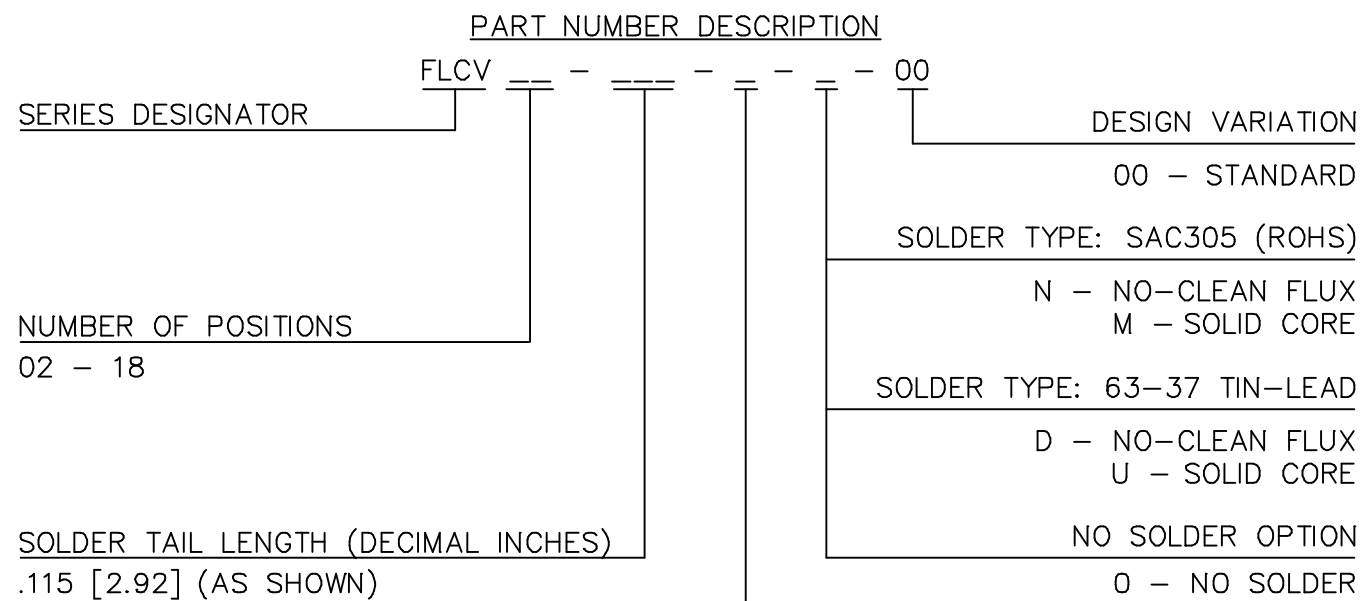 PART NUMBER DESCRIPTION
FLCV __ - ___ - _ - _ - 00
SERIES DESIGNATOR
DESIGN VARIATION
00 - STANDARD
SOLDER TYPE: SAC305 (ROHS)
N - NO-CLEAN FLUX
M - SOLID CORE
NUMBER OF POSITIONS
02 - 18
SOLDER TYPE: 63-37 TIN-LEAD
D - NO-CLEAN FLUX
U - SOLID CORE
SOLDER TAIL LENGTH (DECIMAL INCHES)
.115 [2.92] (AS SHOWN)
NO SOLDER OPTION
0 - NO SOLDER